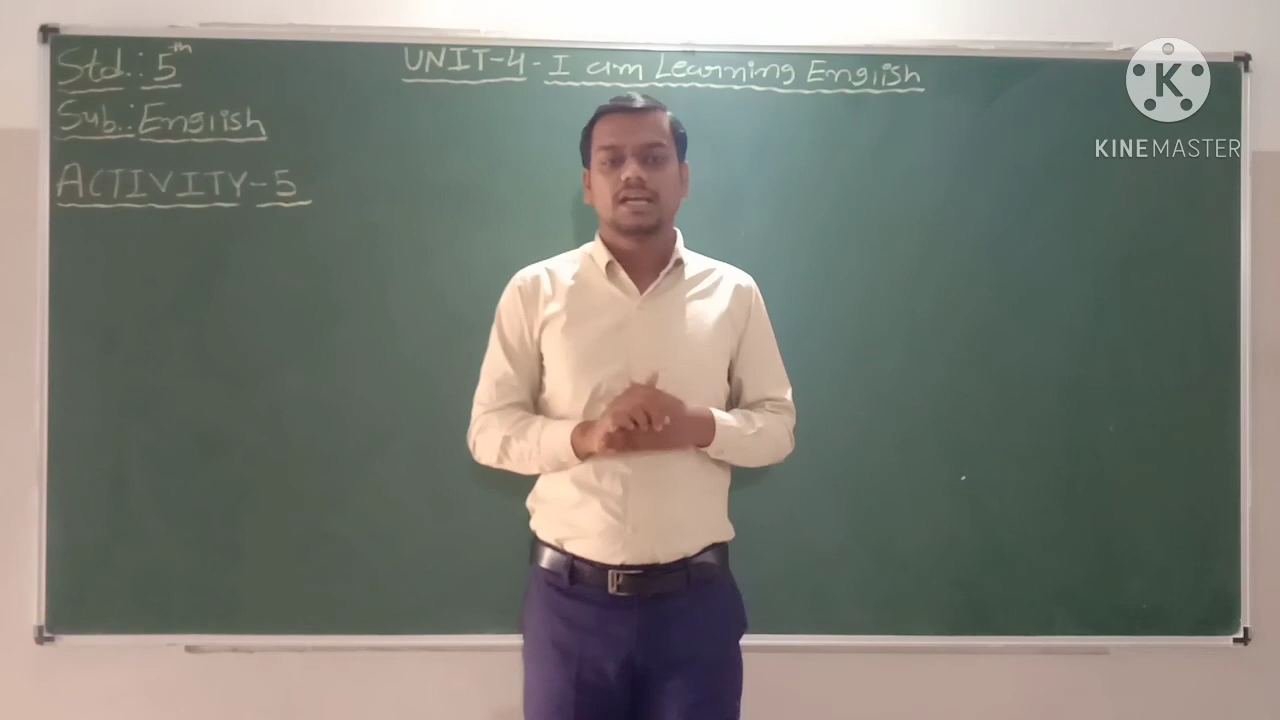 Std.: 5th
UNIT-4 - I am Learning English
Sub.: English
ACTIVITY-5
K
KINEMASTER